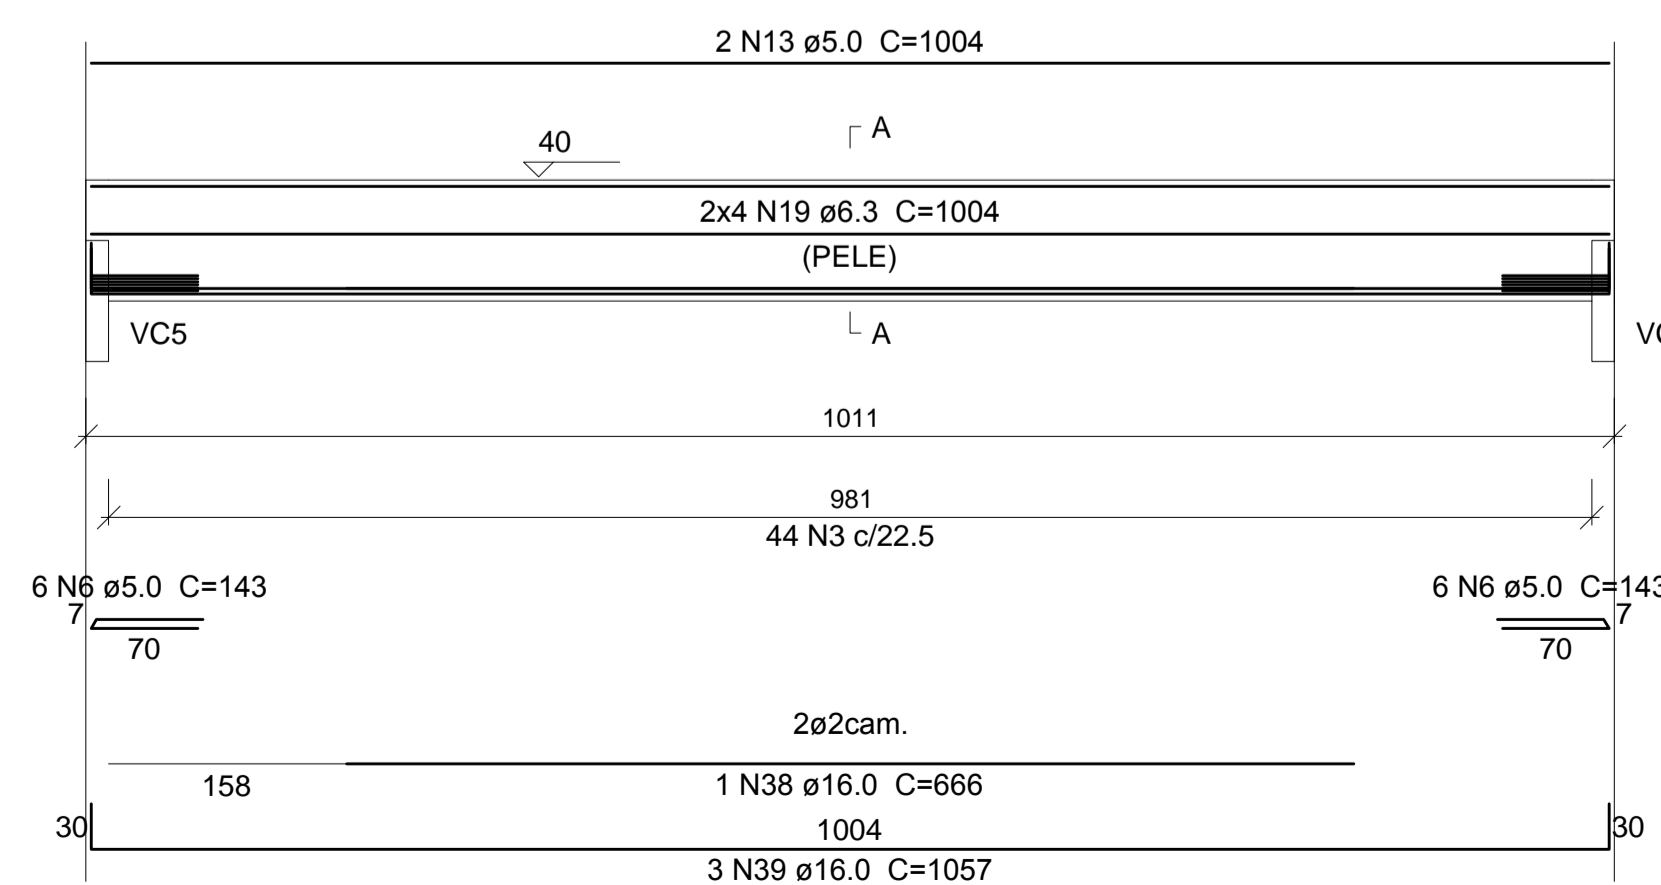 2 N13 ø5.0 C=1004
A
40
2x4 N19 ø6.3 C=1004
(PELE)
VC5
A
VC
1011
981
44 N3 c/22.5
6 N6 ø5.0 C=143
6 N6 ø5.0 C=143
7
7
70
70
2ø2cam.
158
1 N38 ø16.0 C=666
30
1004
30
3 N39 ø16.0 C=1057